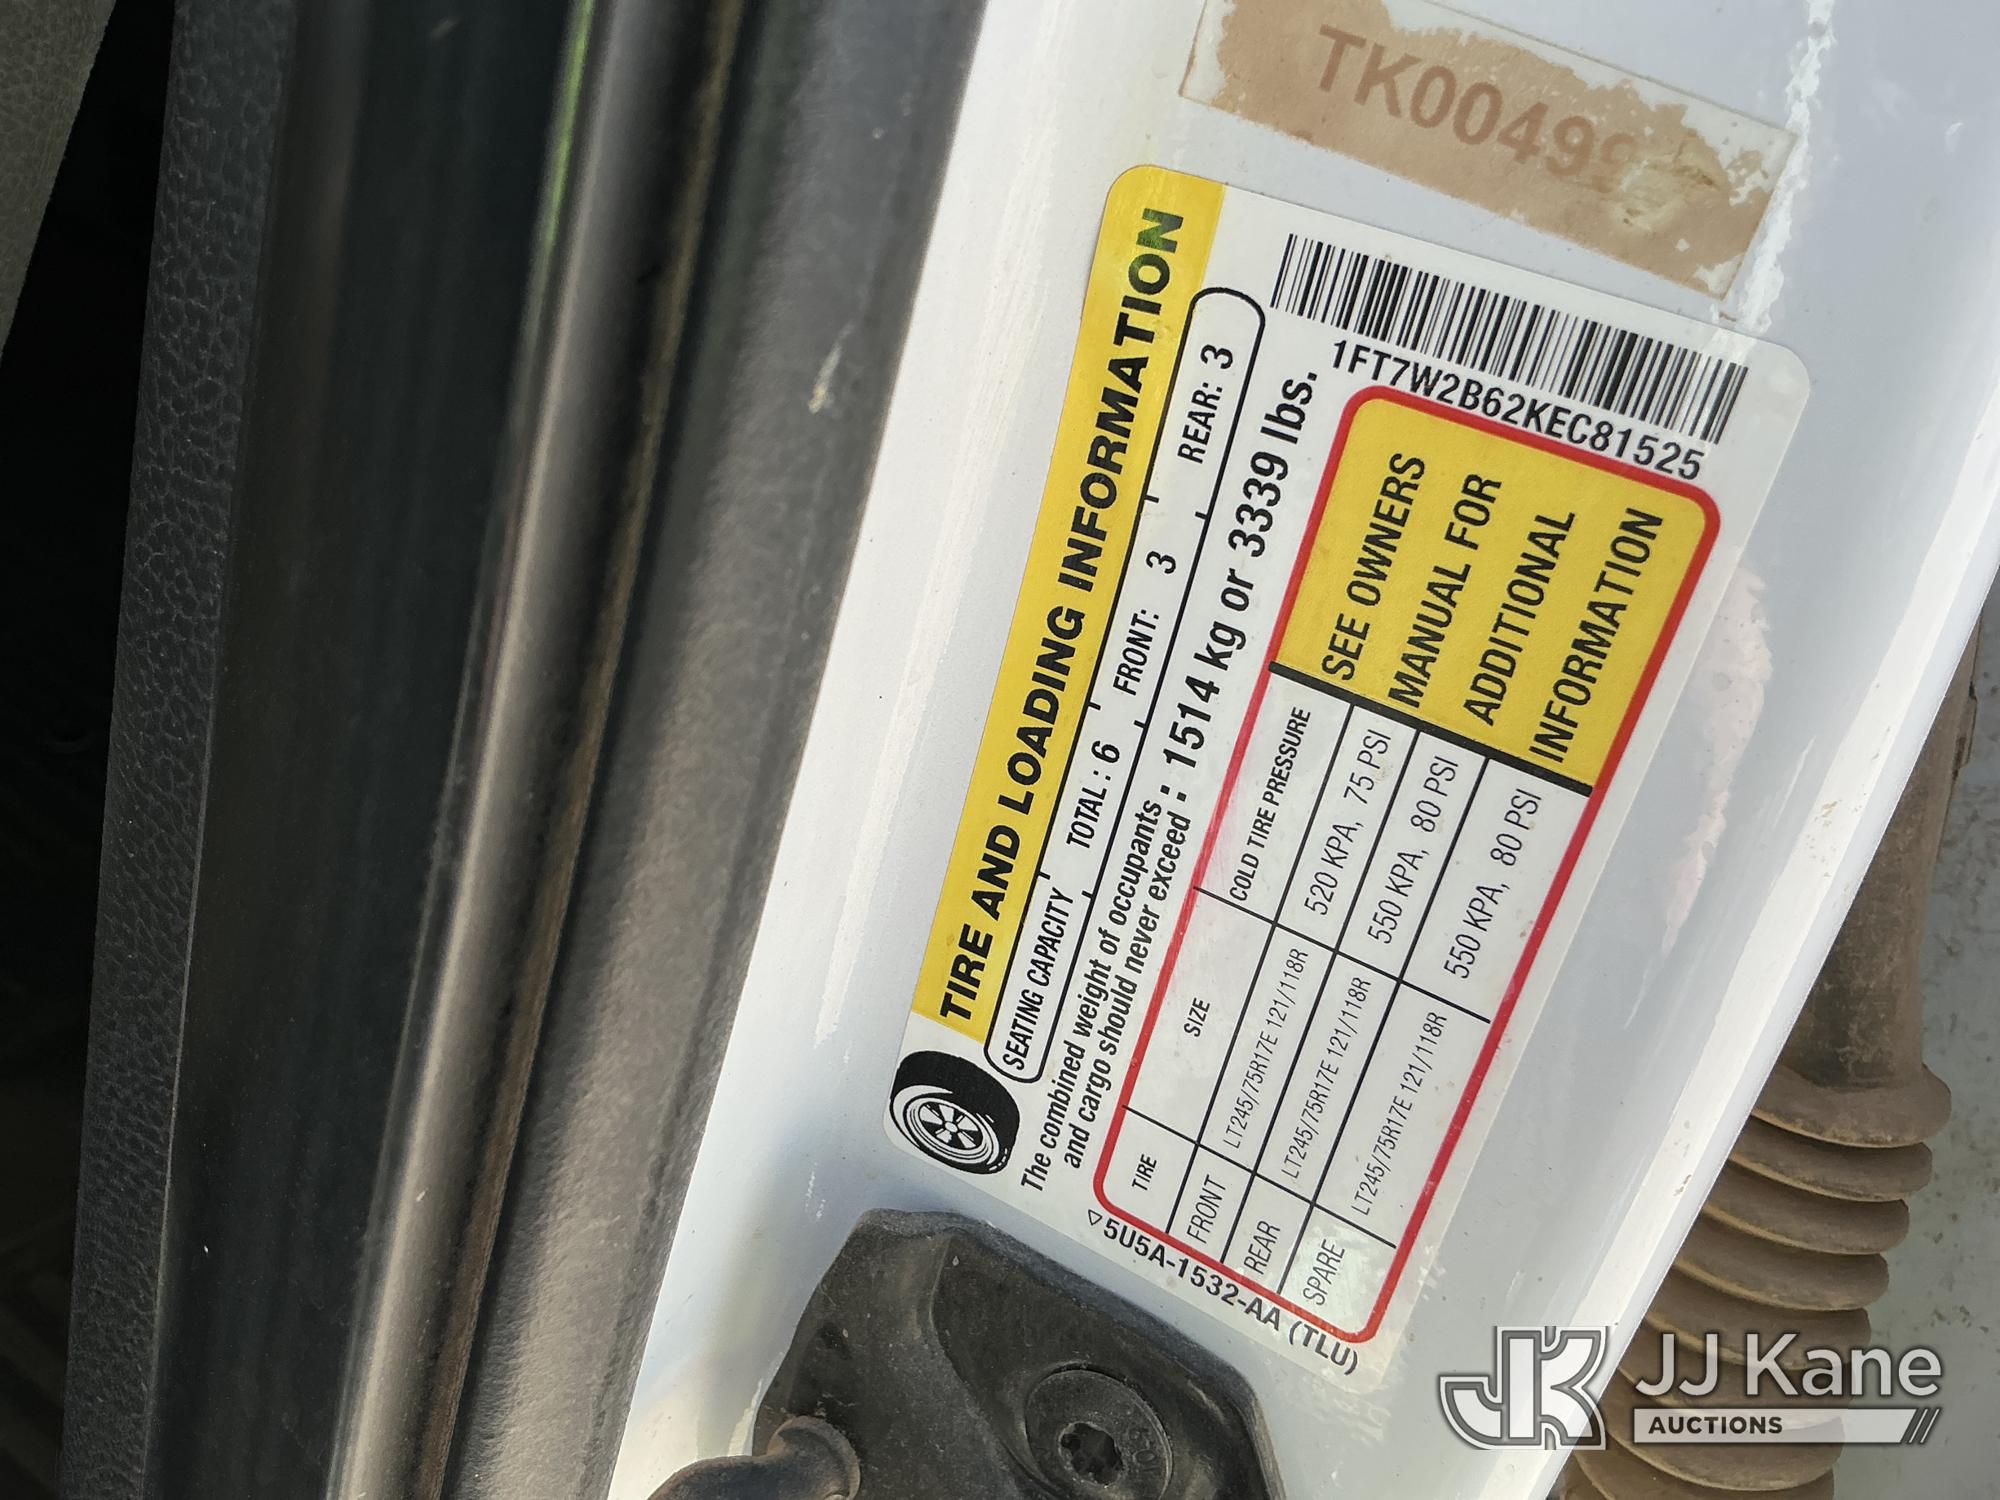 TK00499
TIRE AND LOADING INFORMATION
SEATING CAPACITY TOTAL : 6 FRONT: 3 REAR: 3
The combined weight of occupants
and cargo should never exceed : 1514 kg or 3339 lbs.
TIRE SIZE COLD TIRE PRESSURE
FRONT LT245/75R17E 121/118R 520 KPA, 75 PSI
REAR LT245/75R17E 121/118R 550 KPA, 80 PSI
SPARE LT245/75R17E 121/118R 550 KPA, 80 PSI
SEE OWNERS
MANUAL FOR
ADDITIONAL
INFORMATION
1FT7W2B62KEC81525
5U5A-1532-AA (TLU)
JK JJ Kane
AUCTIONS